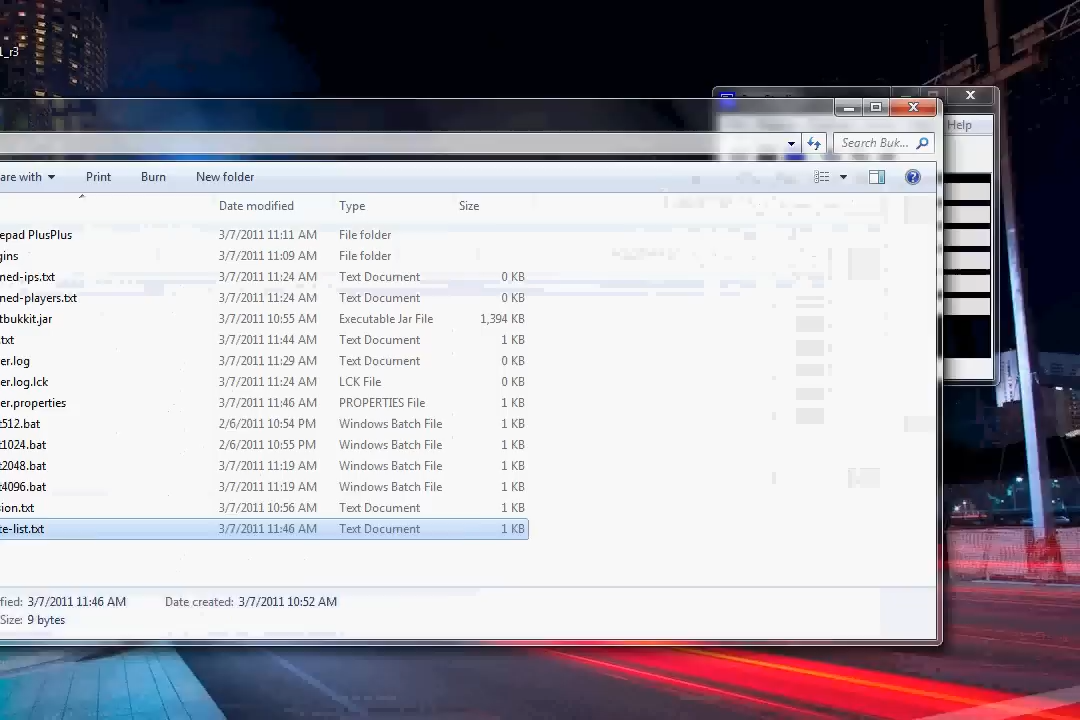 1_r3
Help
Search Buk...
are with Print Burn New folder
Date modified Type Size
epad PlusPlus 3/7/2011 11:11 AM File folder
gins 3/7/2011 11:09 AM File folder
ned-ips.txt 3/7/2011 11:24 AM Text Document 0 KB
ned-players.txt 3/7/2011 11:24 AM Text Document 0 KB
tbukkit.jar 3/7/2011 10:55 AM Executable Jar File 1,394 KB
.txt 3/7/2011 11:44 AM Text Document 1 KB
er.log 3/7/2011 11:29 AM Text Document 0 KB
er.log.lck 3/7/2011 11:24 AM LCK File 0 KB
er.properties 3/7/2011 11:46 AM PROPERTIES File 1 KB
t512.bat 2/6/2011 10:54 PM Windows Batch File 1 KB
t1024.bat 2/6/2011 10:55 PM Windows Batch File 1 KB
t2048.bat 3/7/2011 11:19 AM Windows Batch File 1 KB
t4096.bat 3/7/2011 11:19 AM Windows Batch File 1 KB
sion.txt 3/7/2011 10:56 AM Text Document 1 KB
te-list.txt 3/7/2011 11:46 AM Text Document 1 KB
fied: 3/7/2011 11:46 AM Date created: 3/7/2011 10:52 AM
Size: 9 bytes